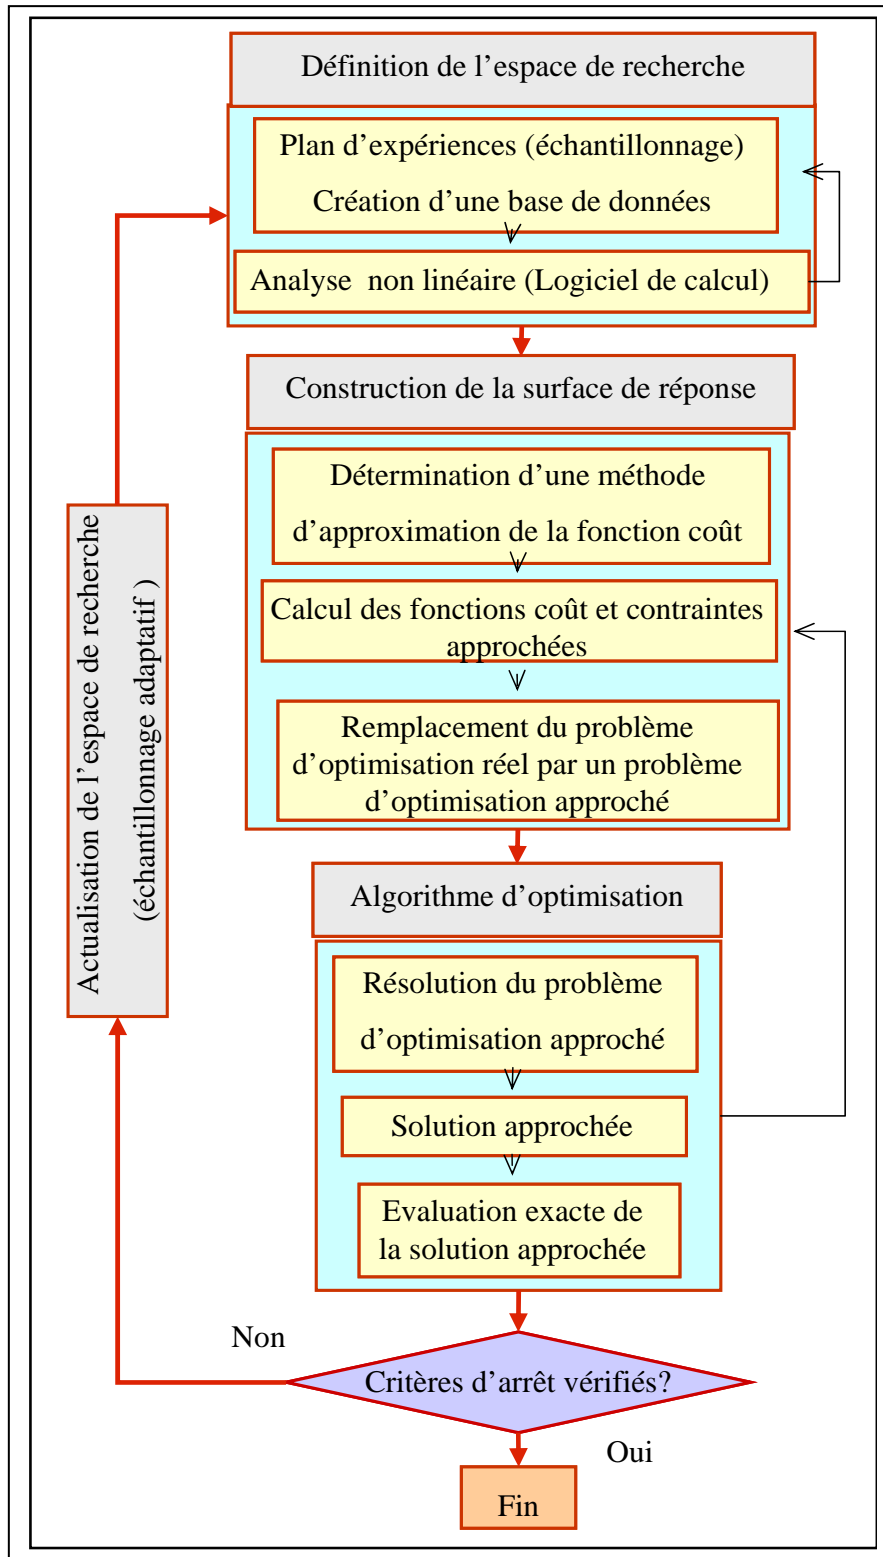 Définition de l’espace de recherche
Plan d’expériences (échantillonnage)
Création d’une base de données
Analyse non linéaire (Logiciel de calcul)
Construction de la surface de réponse
Détermination d’une méthode
d’approximation de la fonction coût
Calcul des fonctions coût et contraintes
approchées
Remplacement du problème
d’optimisation réel par un problème
d’optimisation approché
Actualisation de l’espace de recherche
(échantillonnage adaptatif )
Algorithme d’optimisation
Résolution du problème
d’optimisation approché
Solution approchée
Evaluation exacte de
la solution approchée
Non
Critères d’arrêt vérifiés?
Oui
Fin